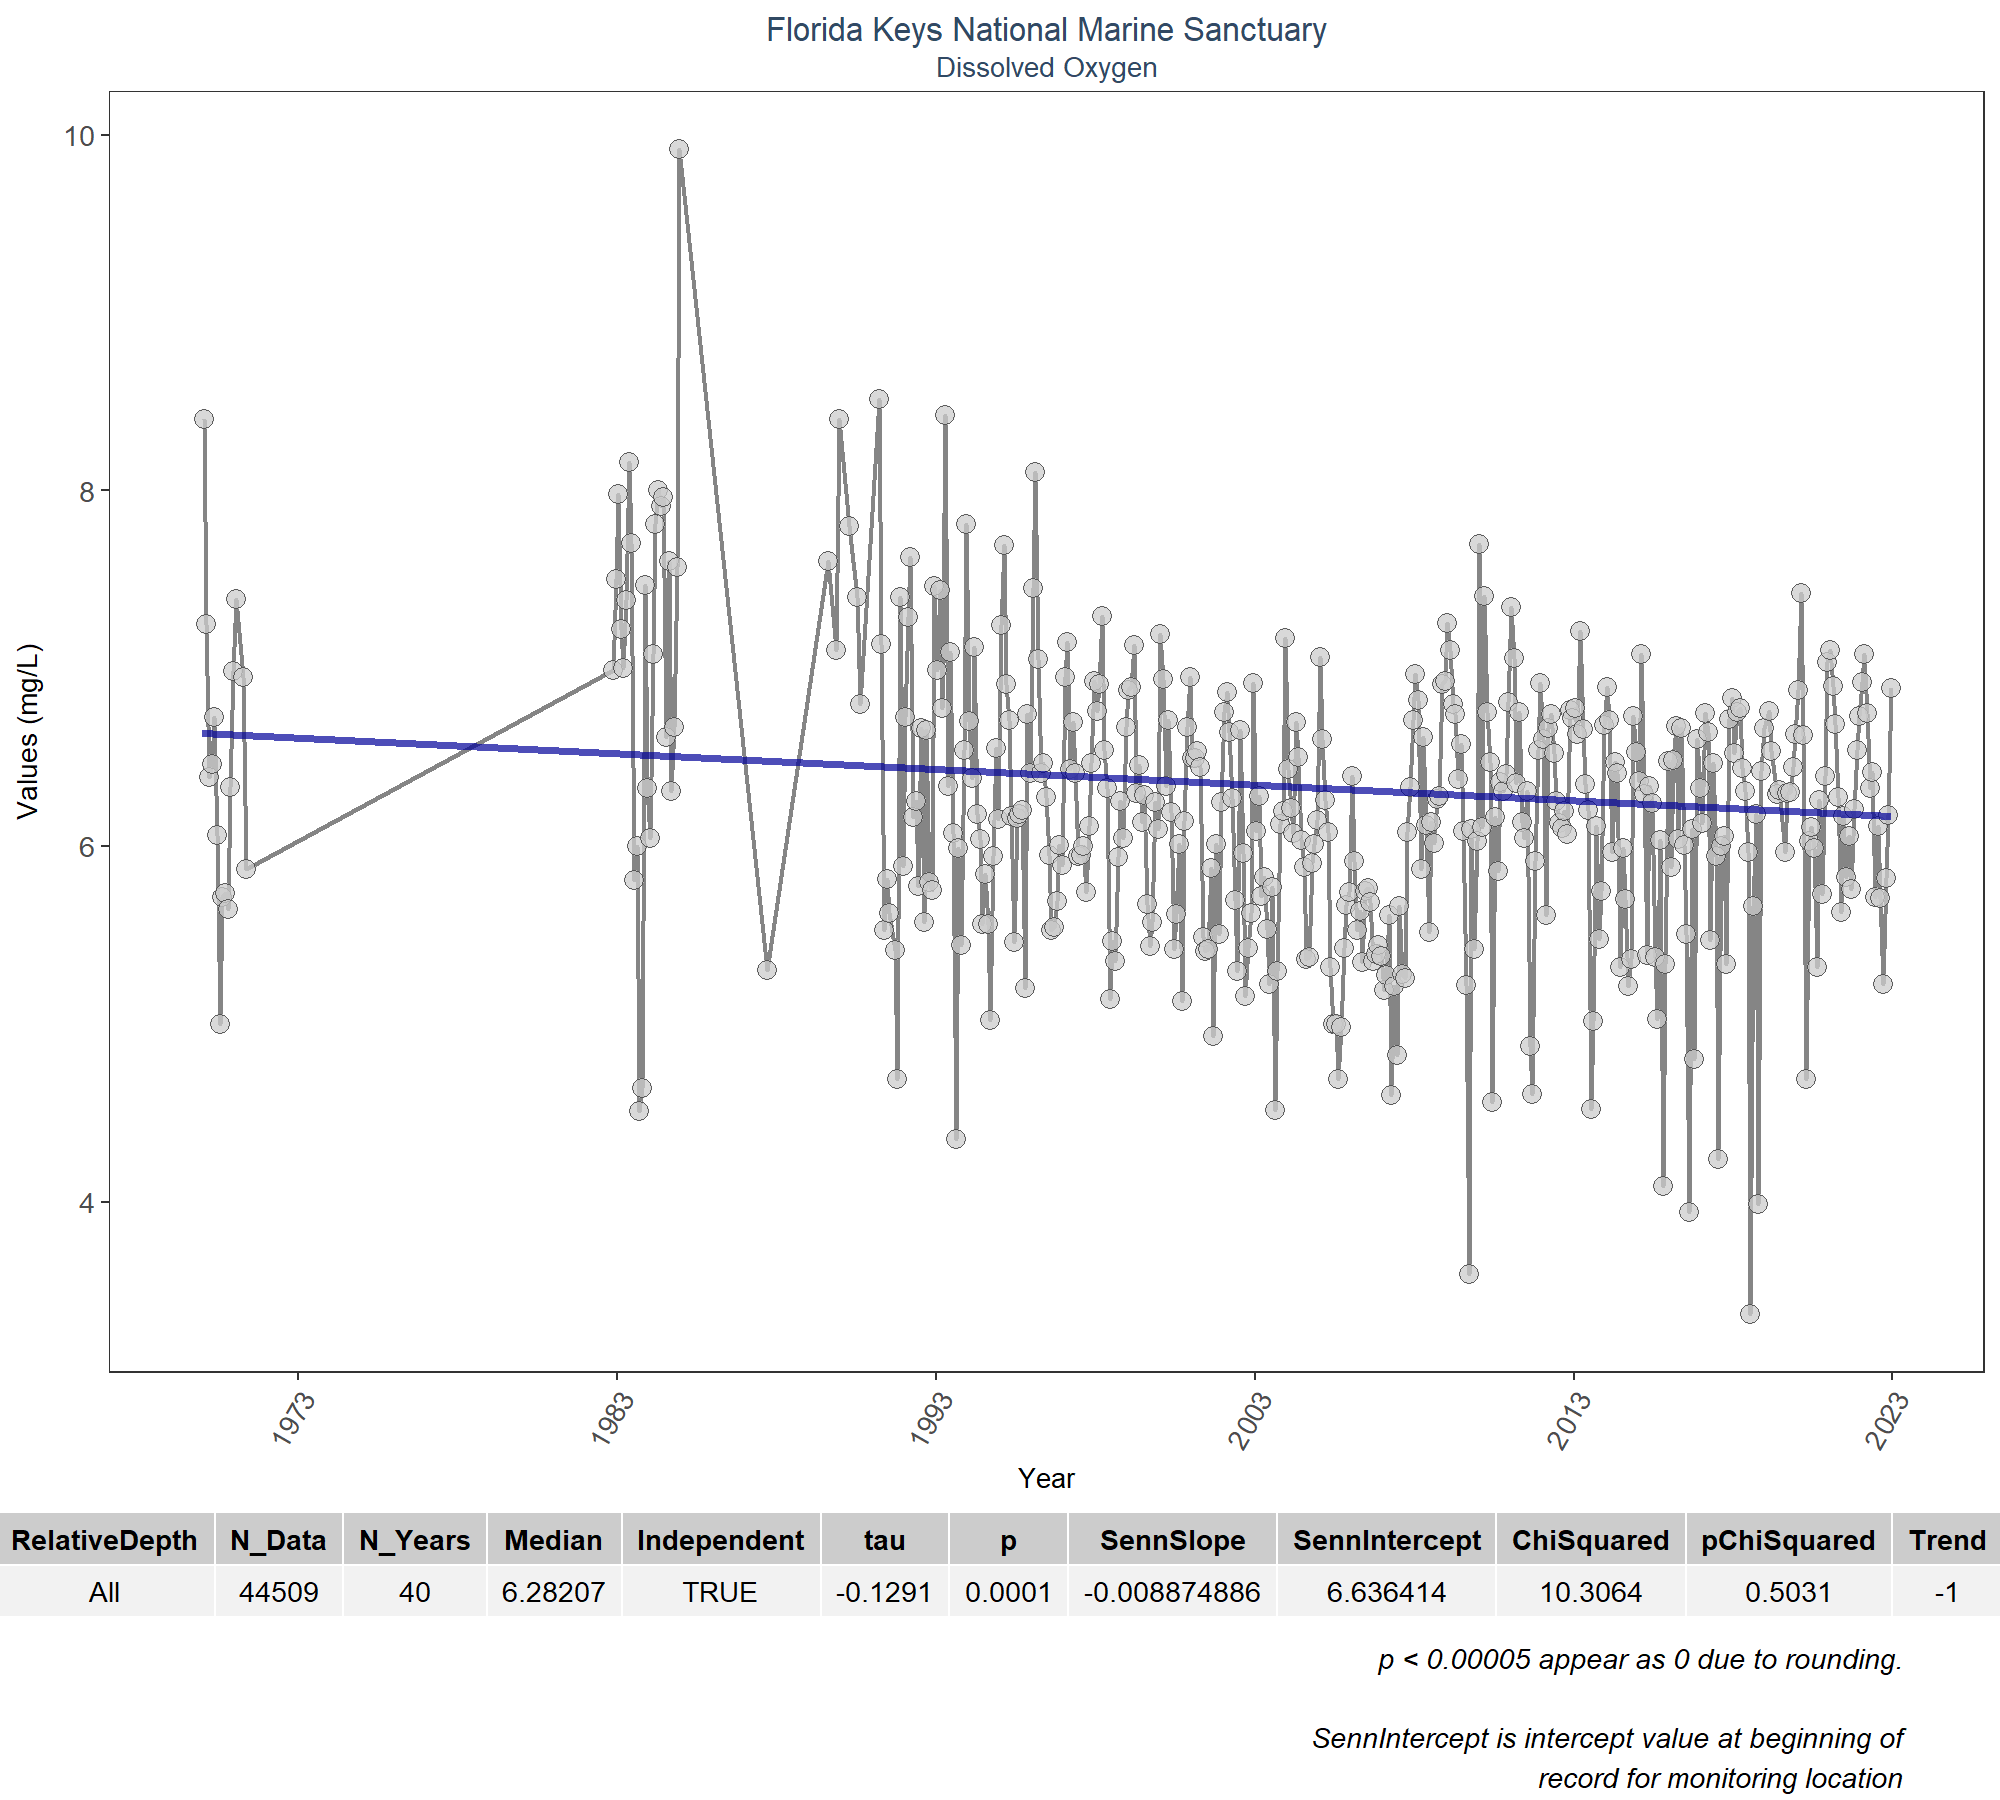 Florida Keys National Marine Sanctuary
Dissolved Oxygen
Values (mg/L)
10
8
6
4
1973 1983 1993 2003 2013 2023
Year
RelativeDepth N_Data N_Years Median Independent tau p SennSlope SennIntercept ChiSquared pChiSquared Trend
All 44509 40 6.28207 TRUE -0.1291 0.0001 -0.008874886 6.636414 10.3064 0.5031 -1
p < 0.00005 appear as 0 due to rounding.
SennIntercept is intercept value at beginning of
record for monitoring location